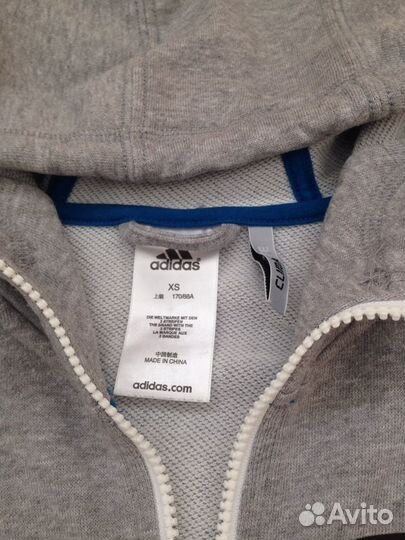 adidas
XS
上装 170/88A
DIE WELTMARKE MIT DEN
3 STREIFEN
THE BRAND WITH THE
3 STRIPES
LA MARQUE AUX
3 BANDES
中国制造
MADE IN CHINA
adidas.com
Avito